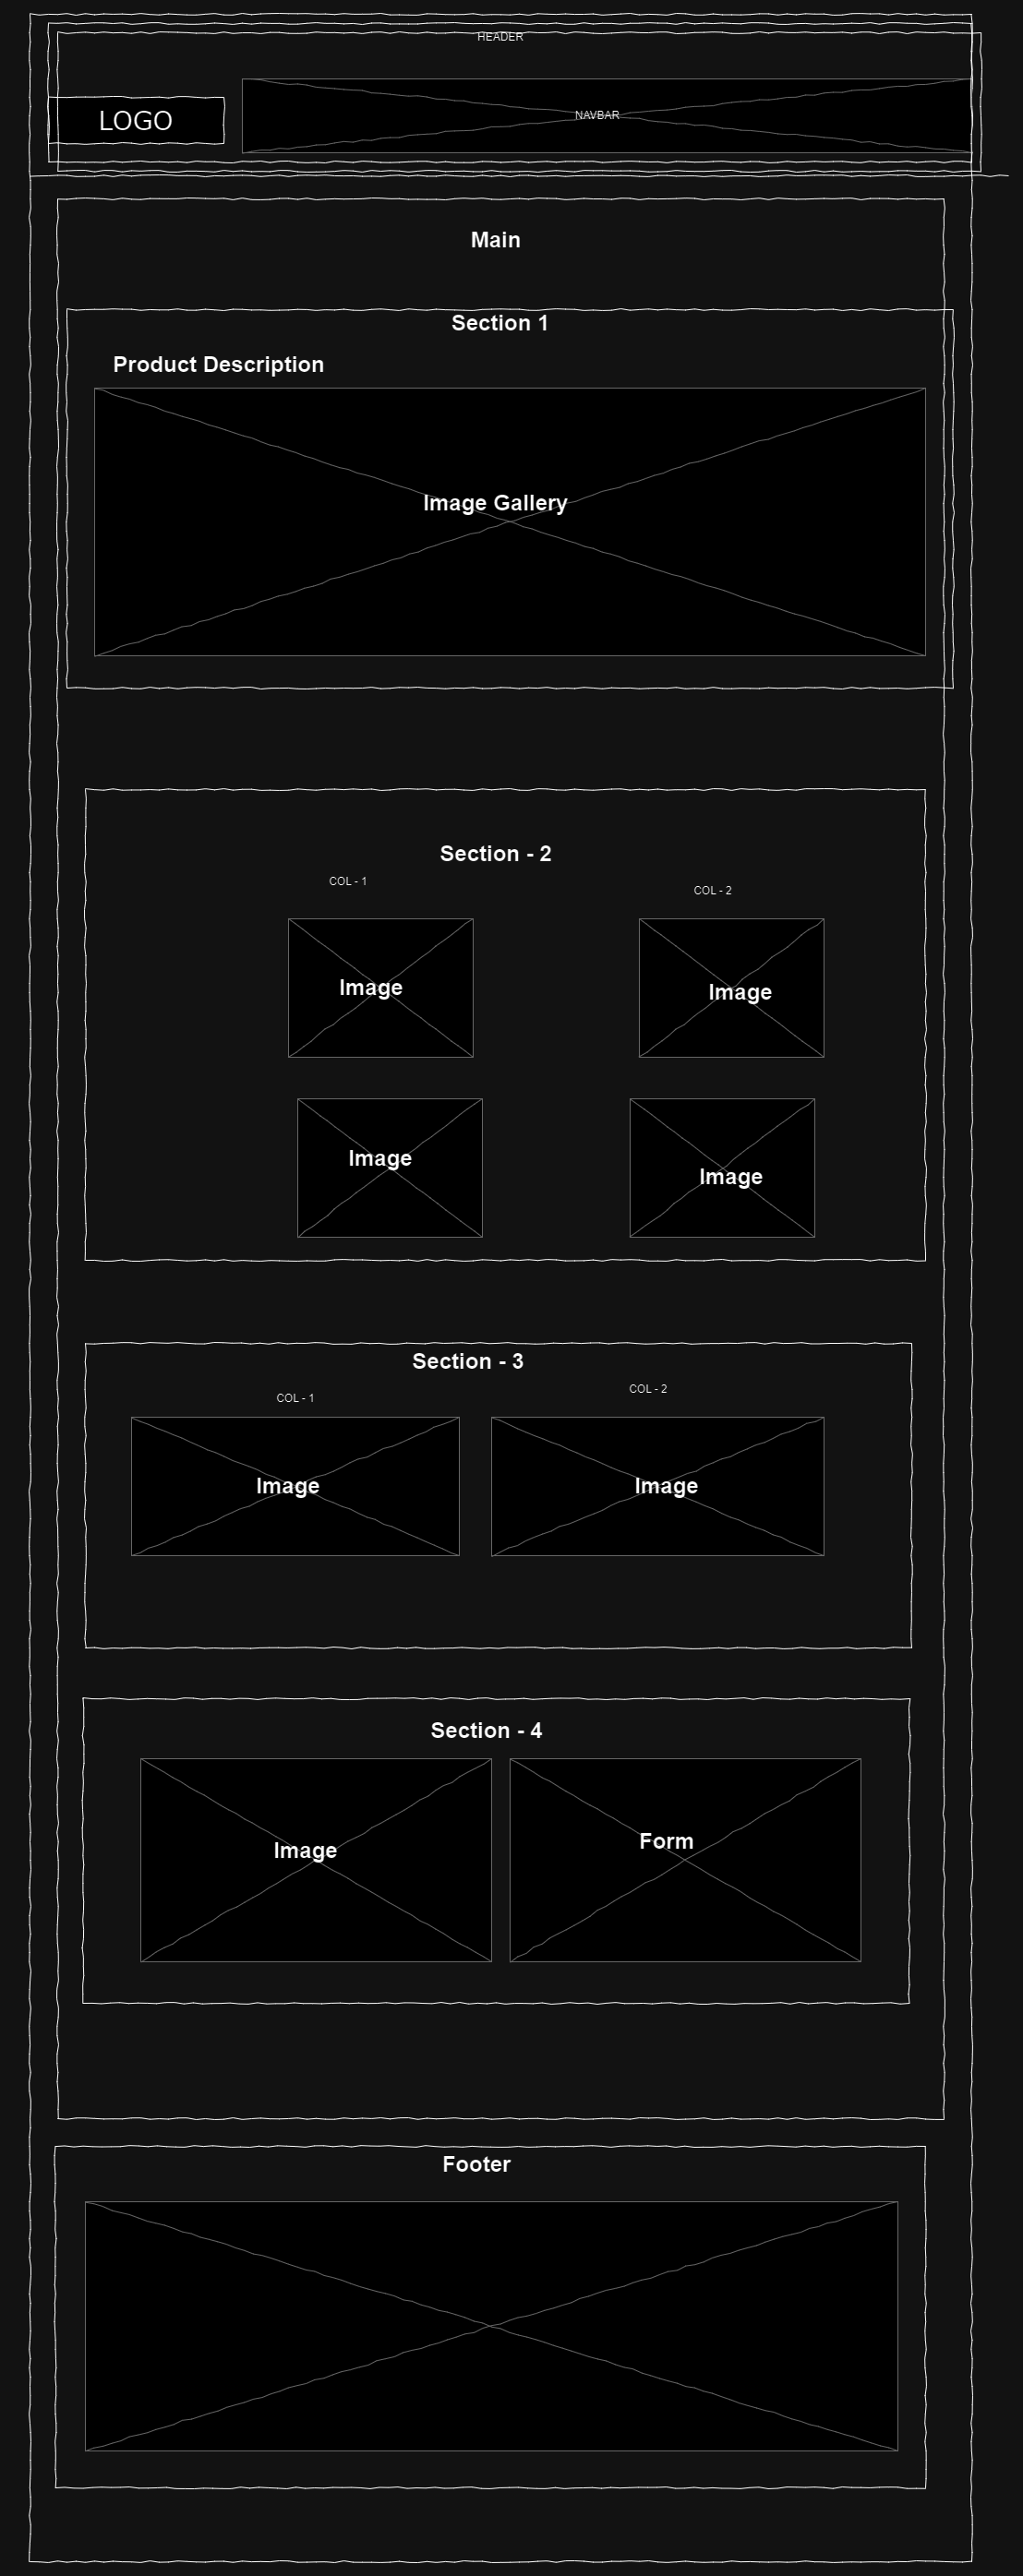 HEADER
LOGO
NAVBAR
Main
Section 1
Product Description
Image Gallery
Section - 2
COL - 1
COL - 2
Image
Image
Image
Image
Section - 3
COL - 1
COL - 2
Image
Image
Section - 4
Image
Form
Footer